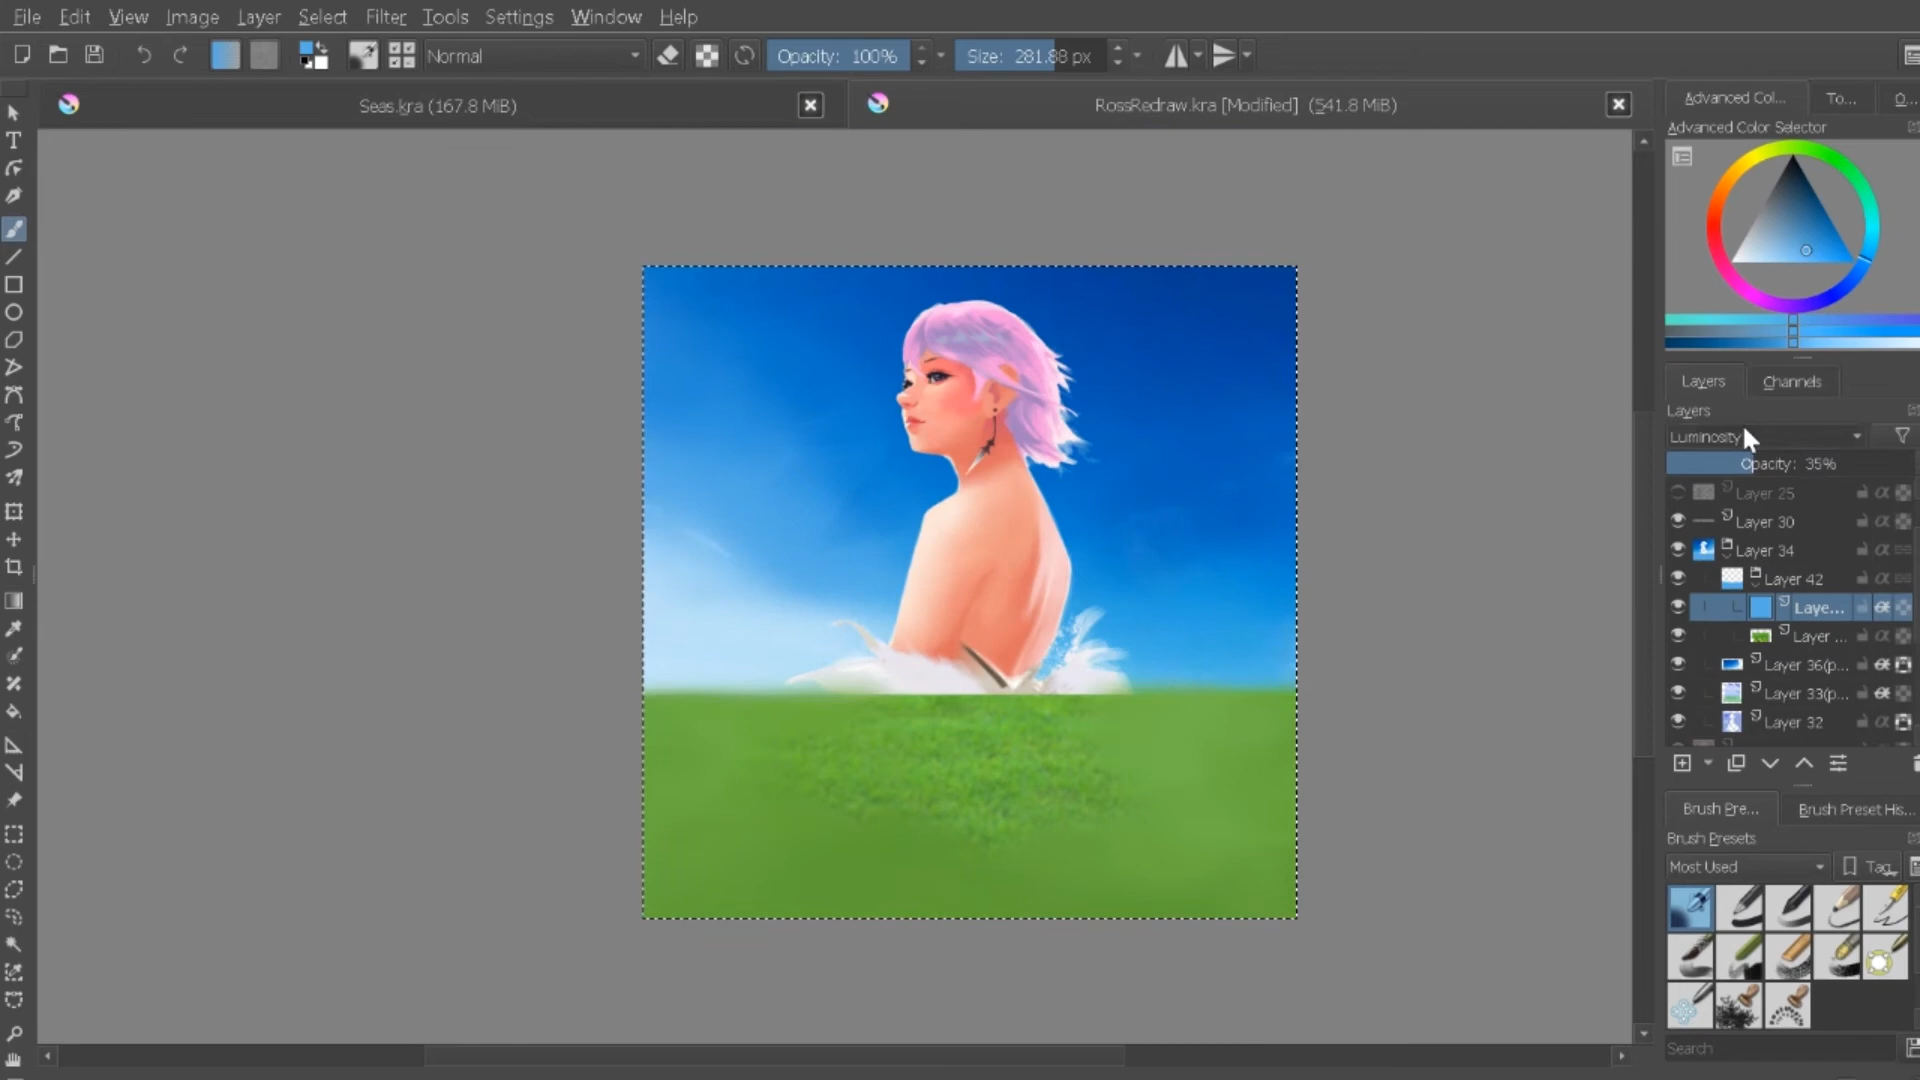 File Edit View Image Layer Select Filter Tools Settings Window Help
Normal Opacity: 100% Size: 281.88 px
Seas.kra (167.8 MiB) RossRedraw.kra [Modified] (541.8 MiB)
Advanced Col... To... O...
Advanced Color Selector
Layers Channels
Layers
Luminosity
Opacity: 35%
Layer 25
Layer 30
Layer 34
Layer 42
Laye...
Layer ...
Layer 36(p...
Layer 33(p...
Layer 32
Brush Pre... Brush Preset His...
Brush Presets
Most Used Tag
Search